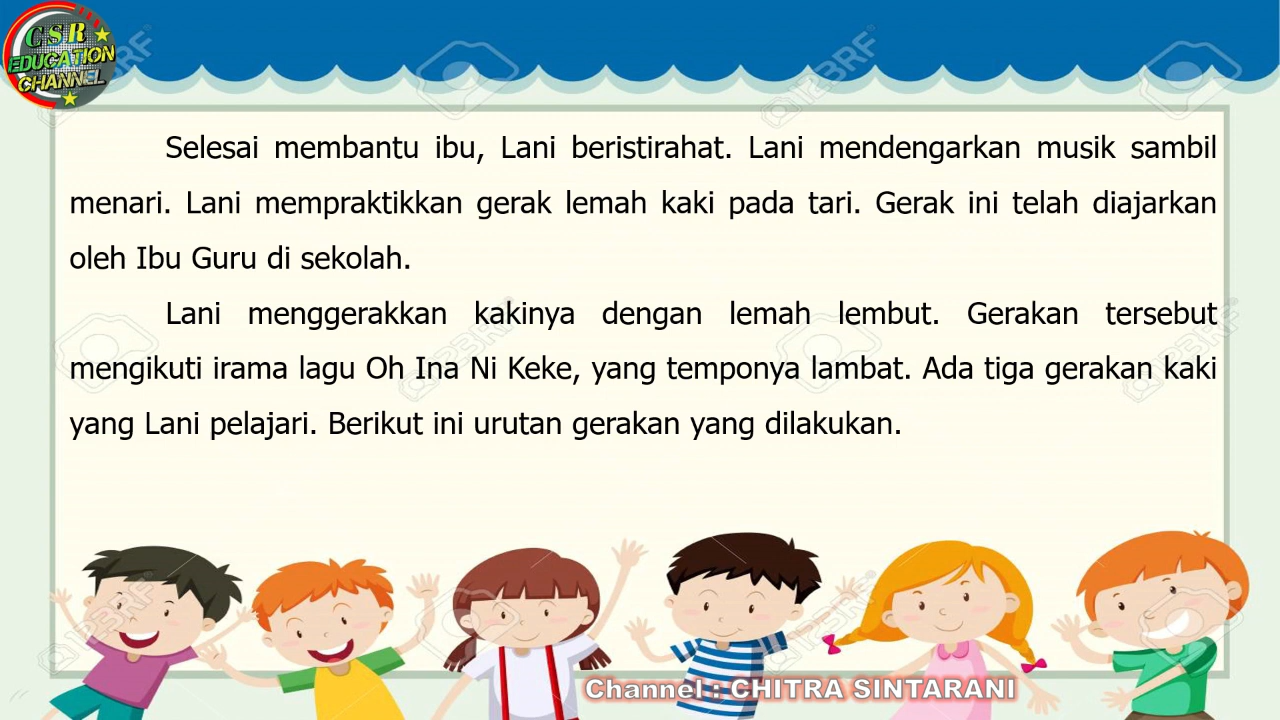 CSR
EDUCATION
CHANNEL
Selesai membantu ibu, Lani beristirahat. Lani mendengarkan musik sambil
menari. Lani mempraktikkan gerak lemah kaki pada tari. Gerak ini telah diajarkan
oleh Ibu Guru di sekolah.
Lani menggerakkan kakinya dengan lemah lembut. Gerakan tersebut
mengikuti irama lagu Oh Ina Ni Keke, yang temponya lambat. Ada tiga gerakan kaki
yang Lani pelajari. Berikut ini urutan gerakan yang dilakukan.
Channel : CHITRA SINTARANI
123RF